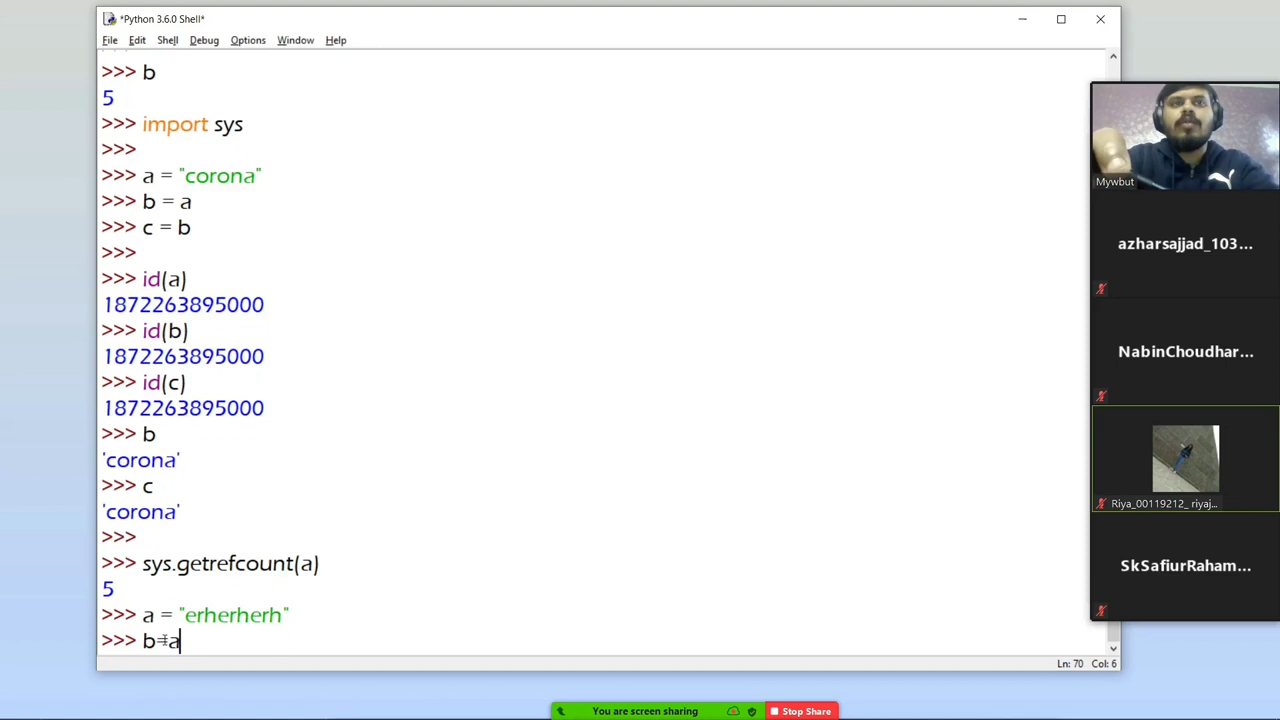 *Python 3.6.0 Shell*
File Edit Shell Debug Options Window Help
>>> b
5
>>> import sys
>>>
>>> a = "corona"
>>> b = a
>>> c = b
>>>
>>> id(a)
1872263895000
>>> id(b)
1872263895000
>>> id(c)
1872263895000
>>> b
'corona'
>>> c
'corona'
>>>
>>> sys.getrefcount(a)
5
>>> a = "erherherh"
>>> b=a
Ln: 70 Col: 6
Mywbut
azharsajjad_103...
NabinChoudhar...
Riya_00119212_ riyaj...
SkSafiurRaham...
You are screen sharing
Stop Share